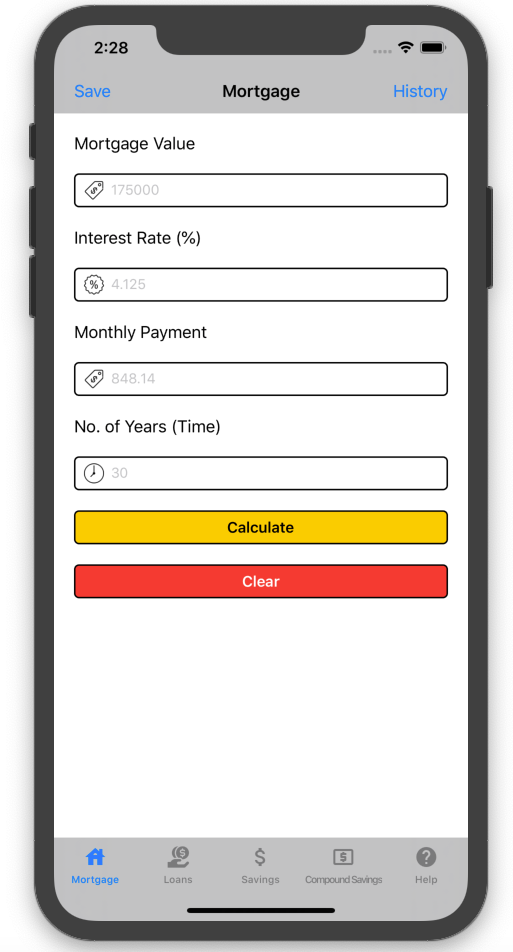 2:28
Save Mortgage History
Mortgage Value
$ 175000
Interest Rate (%)
% 4.125
Monthly Payment
$ 848.14
No. of Years (Time)
30
Calculate
Clear
$ $ $ ?
Mortgage Loans Savings Compound Savings Help